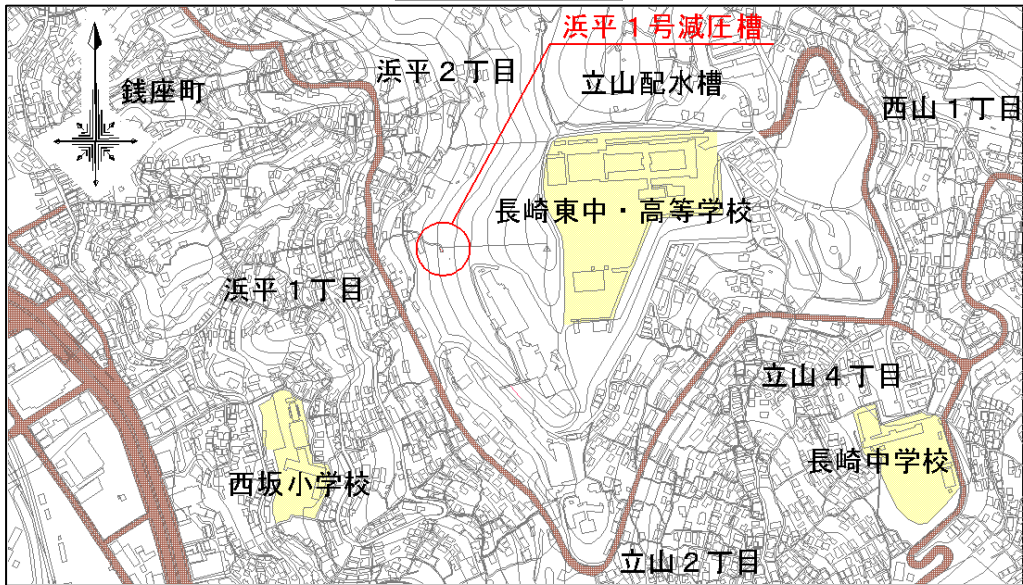 浜平１号減圧槽
浜平２丁目
立山配水槽
銭座町
西山１丁目
長崎東中・高等学校
浜平１丁目
立山４丁目
長崎中学校
西坂小学校
立山２丁目